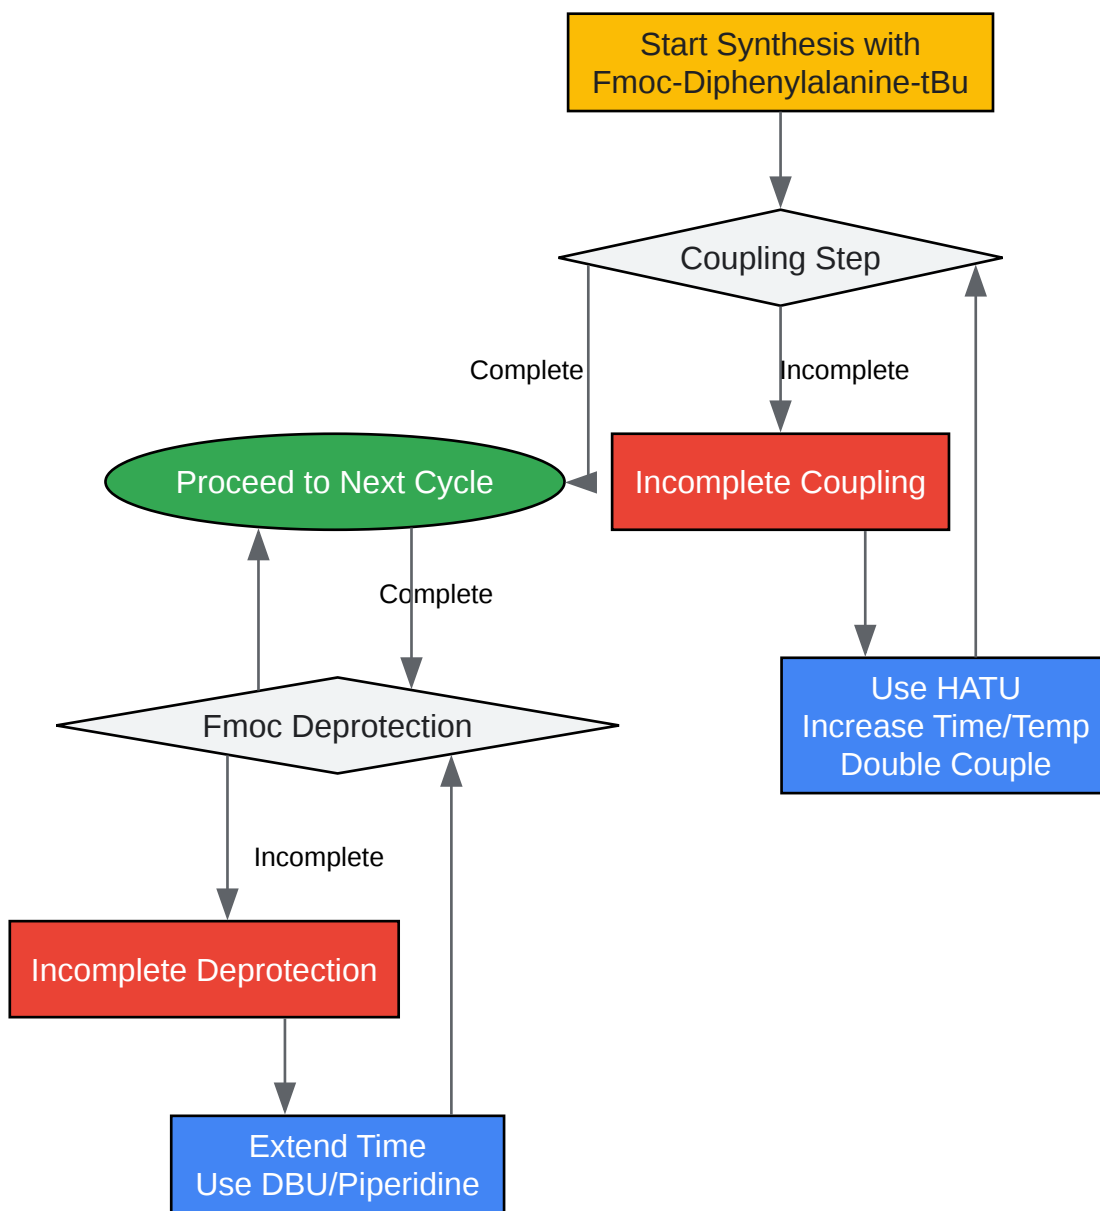 Start Synthesis with
Fmoc-Diphenylalanine-tBu
Coupling Step
Complete
Incomplete
Proceed to Next Cycle
Incomplete Coupling
Complete
Use HATU
Increase Time/Temp
Double Couple
Fmoc Deprotection
Incomplete
Incomplete Deprotection
Extend Time
Use DBU/Piperidine